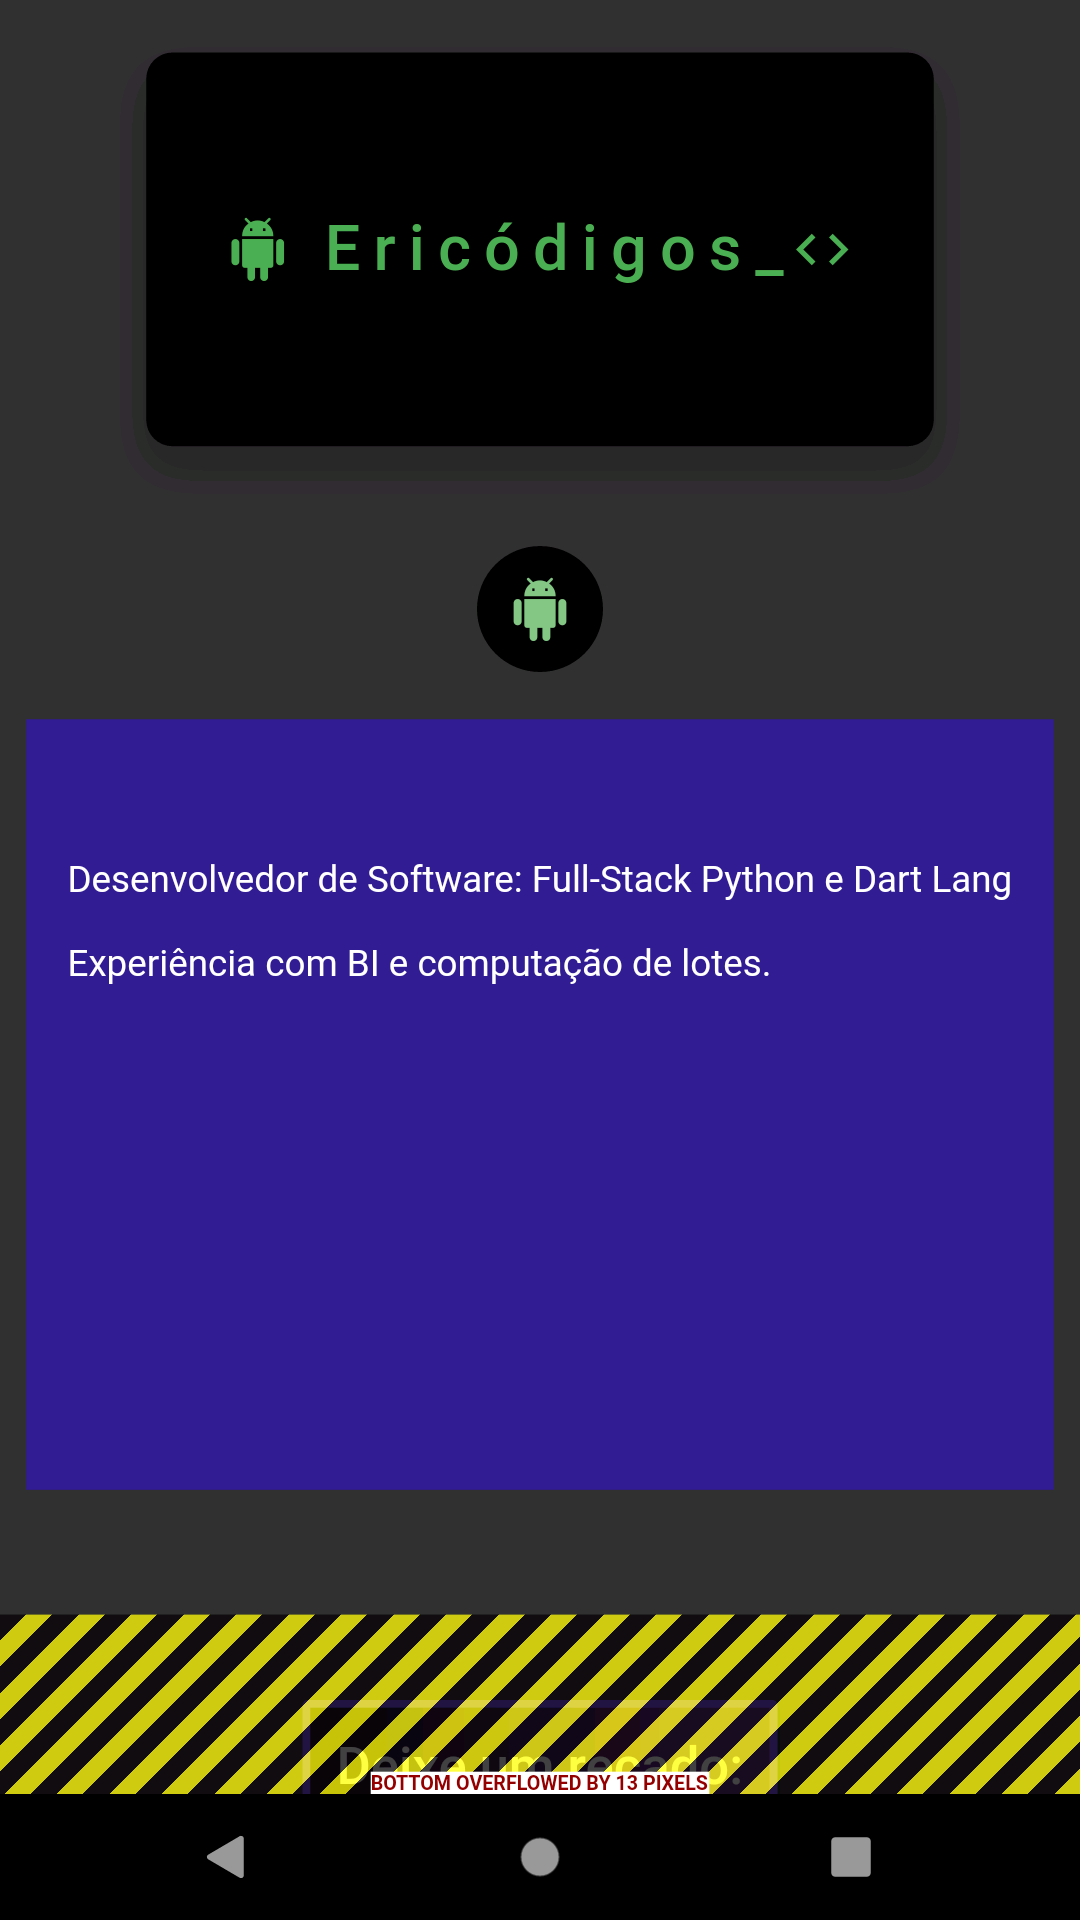 Ericódigos_<>
Desenvolvedor de Software: Full-Stack Python e Dart Lang
Experiência com BI e computação de lotes.
Deixe um recado:
BOTTOM OVERFLOWED BY 13 PIXELS